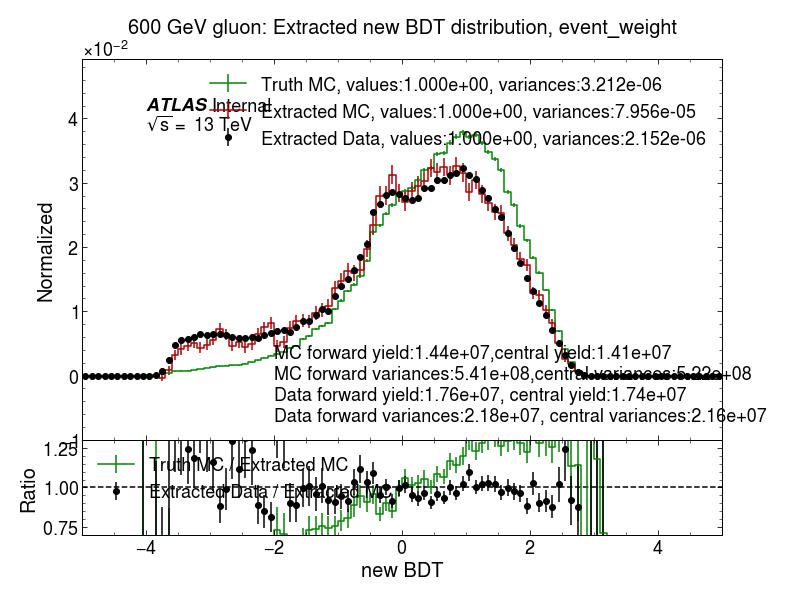 600 GeV gluon: Extracted new BDT distribution, event_weight
×10⁻²
Truth MC, values:1.000e+00, variances:3.212e-06
ATLAS Internal
Extracted MC, values:1.000e+00, variances:7.956e-05
√s = 13 TeV
Extracted Data, values:1.000e+00, variances:2.152e-06
4
3
2
1
0
−1
Normalized
MC forward yield:1.44e+07,central yield:1.41e+07
MC forward variances:5.41e+08,central variances:5.22e+08
Data forward yield:1.76e+07, central yield:1.74e+07
Data forward variances:2.18e+07, central variances:2.16e+07
1.25
1.00
0.75
Ratio
Truth MC / Extracted MC
Extracted Data / Extracted MC
−4 −2 0 2 4
new BDT